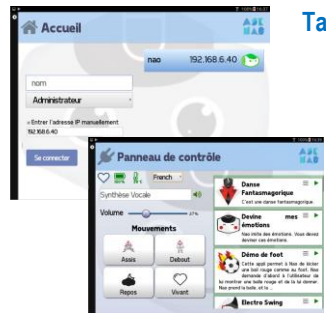 Ta
Accueil
ASK NAO
nao 192.168.6.40
nom
Administrateur
Entrer l'adresse IP manuellement
192.168.6.40
Se connecter
Panneau de contrôle
ASK NAO
French
Synthèse Vocale
Volume
Mouvements
Assis
Debout
Repos
Vivant
Danse Fantasmagorique
C'est une danse fantasmagorique.
Devine mes émotions
Nao mime des émotions. Vous devez deviner ces émotions.
Démo de foot
Cette appli permet à Nao de kicker une ball rouge comme au foot. Nao demande d'abord à l'utilisateur de lui montrer une balle rouge et de la lui donner. Nao prend la balle, et la ...
Electro Swing